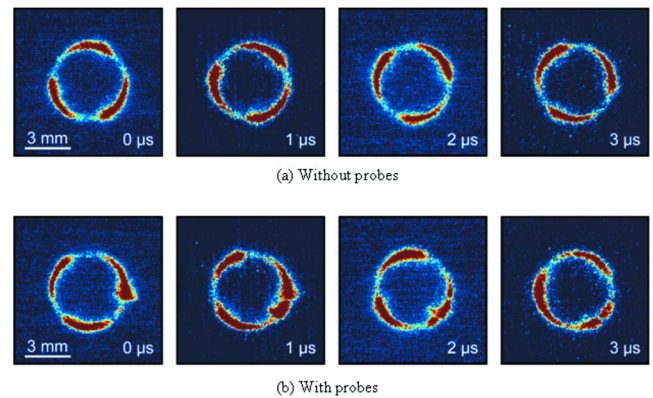 3 mm 0 µs 1 µs 2 µs 3 µs
(a) Without probes
3 mm 0 µs 1 µs 2 µs 3 µs
(b) With probes